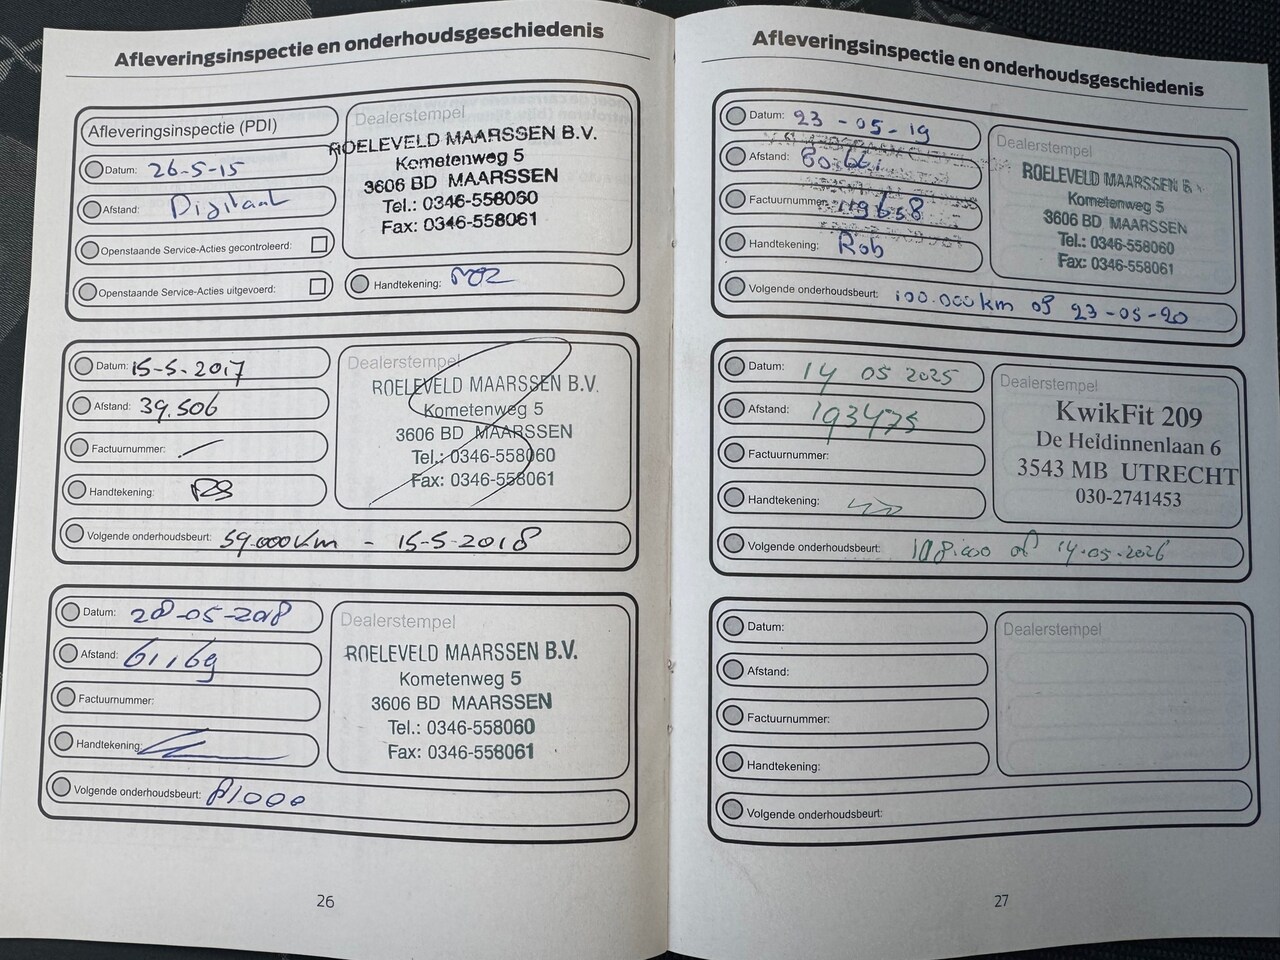 Afleveringsinspectie en onderhoudsgeschiedenis
Afleveringsinspectie (PDI)
Datum: 26-5-15
Afstand: Digitaal
Openstaande Service-Acties gecontroleerd:
Openstaande Service-Acties uitgevoerd:
Dealerstempel
ROELEVELD MAARSSEN B.V.
Kometenweg 5
3606 BD MAARSSEN
Tel.: 0346-558060
Fax: 0346-558061
Handtekening:
Datum: 15-5-2017
Afstand: 39.506
Factuurnummer: /
Handtekening:
Dealerstempel
ROELEVELD MAARSSEN B.V.
Kometenweg 5
3606 BD MAARSSEN
Tel.: 0346-558060
Fax: 0346-558061
Volgende onderhoudsbeurt: 59.000km - 15-5-2018
Datum: 28-05-2018
Afstand: 61169
Factuurnummer:
Handtekening:
Dealerstempel
ROELEVELD MAARSSEN B.V.
Kometenweg 5
3606 BD MAARSSEN
Tel.: 0346-558060
Fax: 0346-558061
Volgende onderhoudsbeurt: 81000
26
Afleveringsinspectie en onderhoudsgeschiedenis
Datum: 23-05-19
Afstand:
Factuurnummer: 119658
Handtekening: Rob
Dealerstempel
ROELEVELD MAARSSEN B.V.
Kometenweg 5
3606 BD MAARSSEN
Tel.: 0346-558060
Fax: 0346-558061
Volgende onderhoudsbeurt: 100.000km of 23-05-20
Datum: 14 05 2025
Afstand: 193475
Factuurnummer:
Handtekening:
Dealerstempel
KwikFit 209
De Heldinnenlaan 6
3543 MB UTRECHT
030-2741453
Volgende onderhoudsbeurt: of 14-05-2026
Datum:
Afstand:
Factuurnummer:
Handtekening:
Dealerstempel
Volgende onderhoudsbeurt:
27